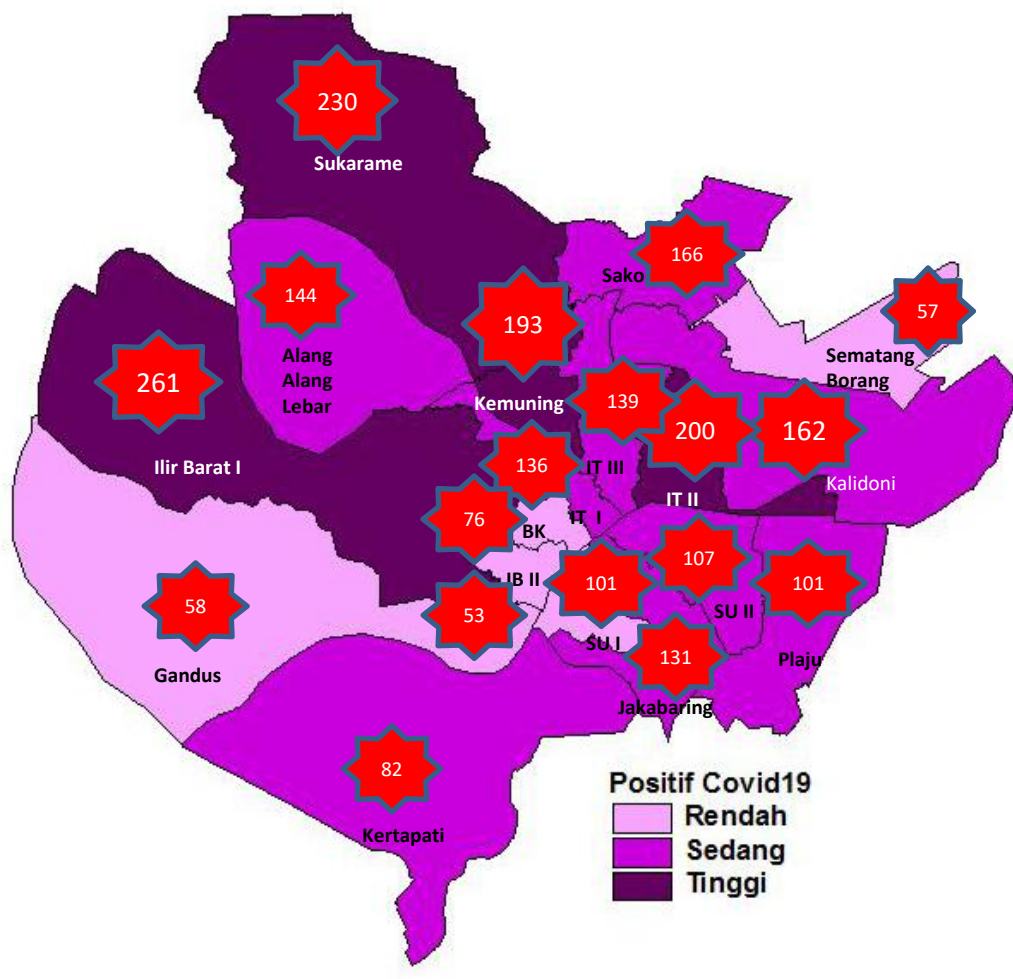 230
Sukarame
166
Sako
144
Alang
Alang
Lebar
57
Sematang
Borang
193
Kemuning
261
Ilir Barat I
139
200
162
IT III
IT II
Kalidoni
136
76
BK
IT I
IB II
53
101
SU I
107
SU II
101
Plaju
58
Gandus
131
Jakabaring
82
Kertapati
Positif Covid19
Rendah
Sedang
Tinggi